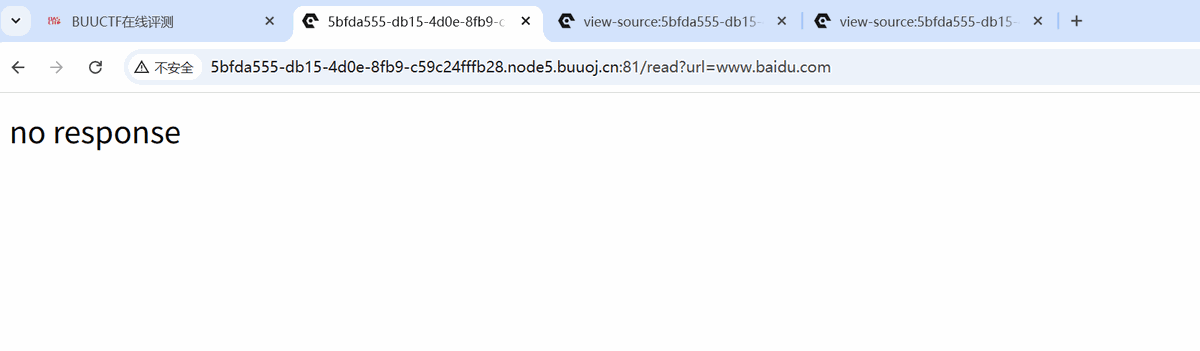 BUUCTF在线评测
5bfda555-db15-4d0e-8fb9-c
view-source:5bfda555-db15-
view-source:5bfda555-db15-
不安全
5bfda555-db15-4d0e-8fb9-c59c24fffb28.node5.buuoj.cn:81/read?url=www.baidu.com
no response